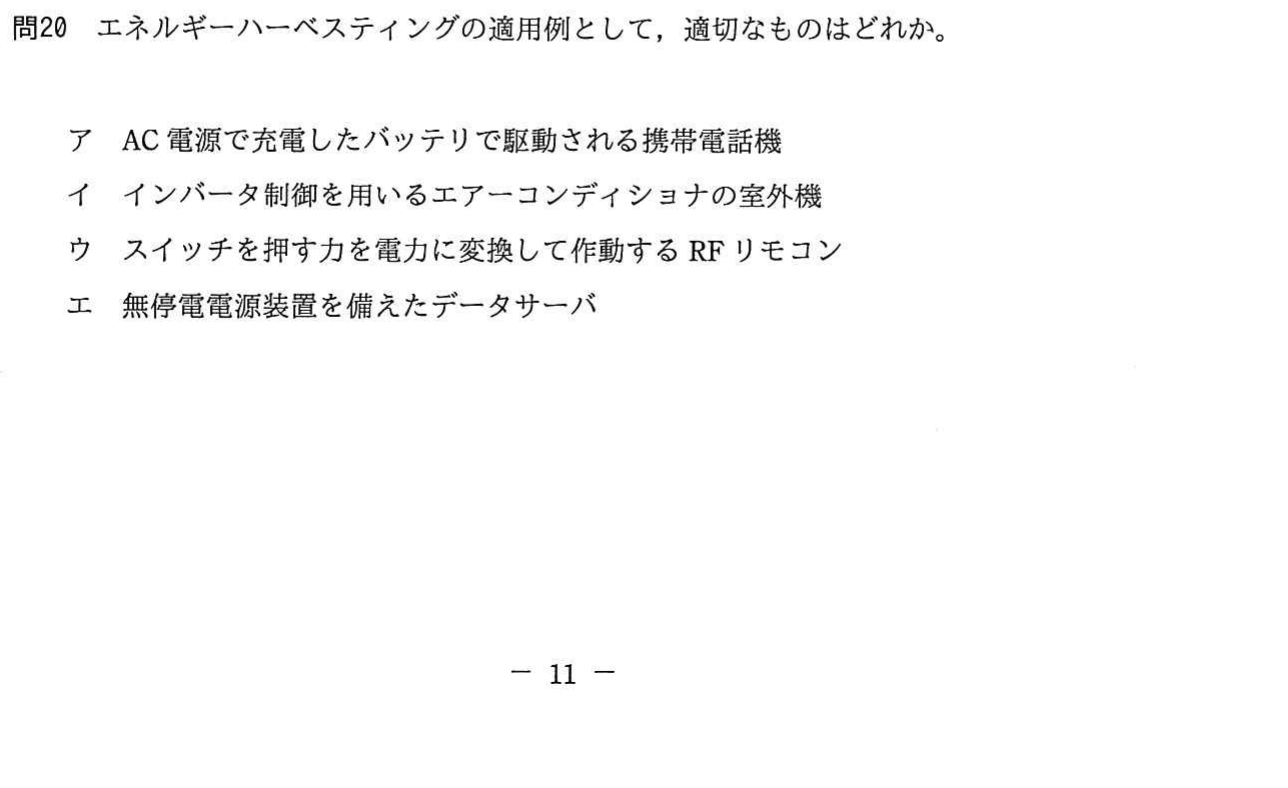 問20　エネルギーハーベスティングの適用例として，適切なものはどれか。
ア　AC 電源で充電したバッテリで駆動される携帯電話機
イ　インバータ制御を用いるエアーコンディショナの室外機
ウ　スイッチを押す力を電力に変換して作動する RF リモコン
エ　無停電電源装置を備えたデータサーバ
－ 11 －